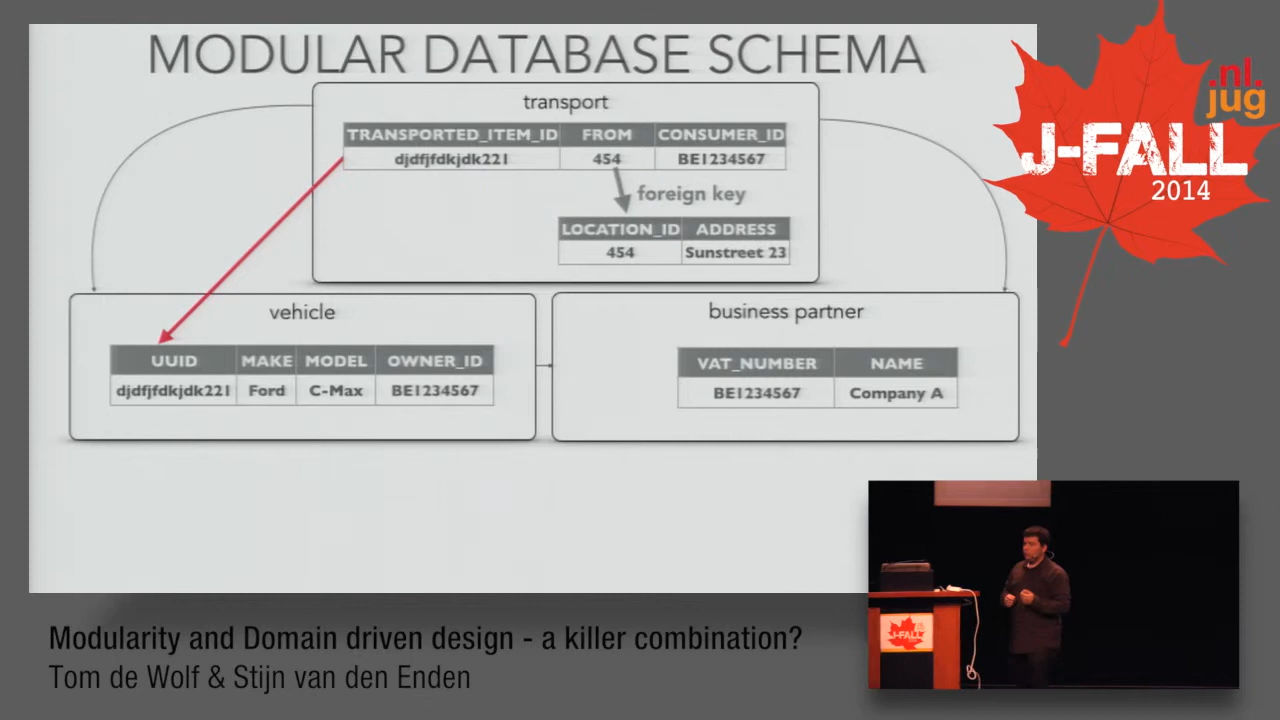 MODULAR DATABASE SCHEMA
transport
TRANSPORTED_ITEM_ID FROM CONSUMER_ID
djdfjfdkjdk221 454 BE1234567
foreign key
LOCATION_ID ADDRESS
454 Sunstreet 23
vehicle
UUID MAKE MODEL OWNER_ID
djdfjfdkjdk221 Ford C-Max BE1234567
business partner
VAT_NUMBER NAME
BE1234567 Company A
.nl.
jug
J-FALL
2014
J-FALL
Modularity and Domain driven design - a killer combination?
Tom de Wolf & Stijn van den Enden